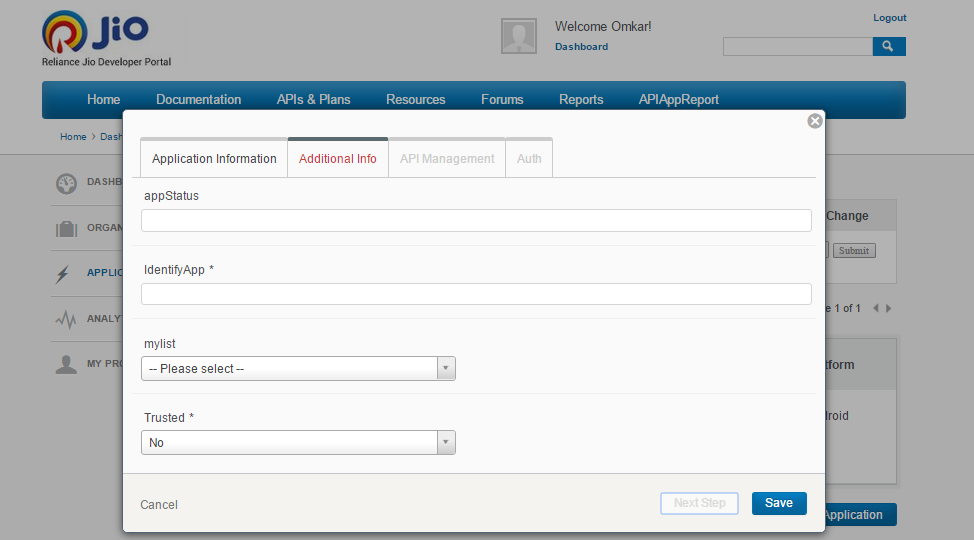 Jio
Reliance Jio Developer Portal
Welcome Omkar!
Dashboard
Logout
Home Documentation APIs & Plans Resources Forums Reports APIAppReport
Home › Dash
Application Information Additional Info API Management Auth
appStatus
IdentifyApp *
mylist
-- Please select --
Trusted *
No
Cancel
Next Step
Save
DASHB
ORGAN
APPLIC
ANALY
MY PRO
Change
Submit
e 1 of 1
tform
droid
Application